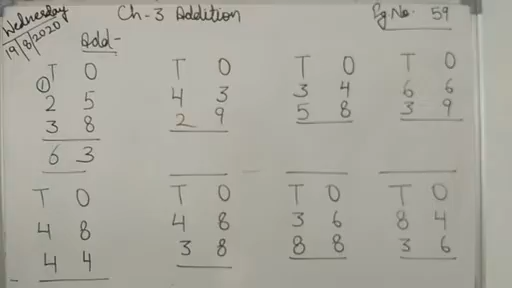 Wednesday Ch-3 Addition Pg.No. 59
19/8/2020
Add-
T O T O T O T O
1
2 5 4 3 3 4 6 6
3 8 2 9 5 8 3 9
6 3
T O T O T O T O
4 8 4 8 3 6 8 4
4 4 3 8 8 8 3 6